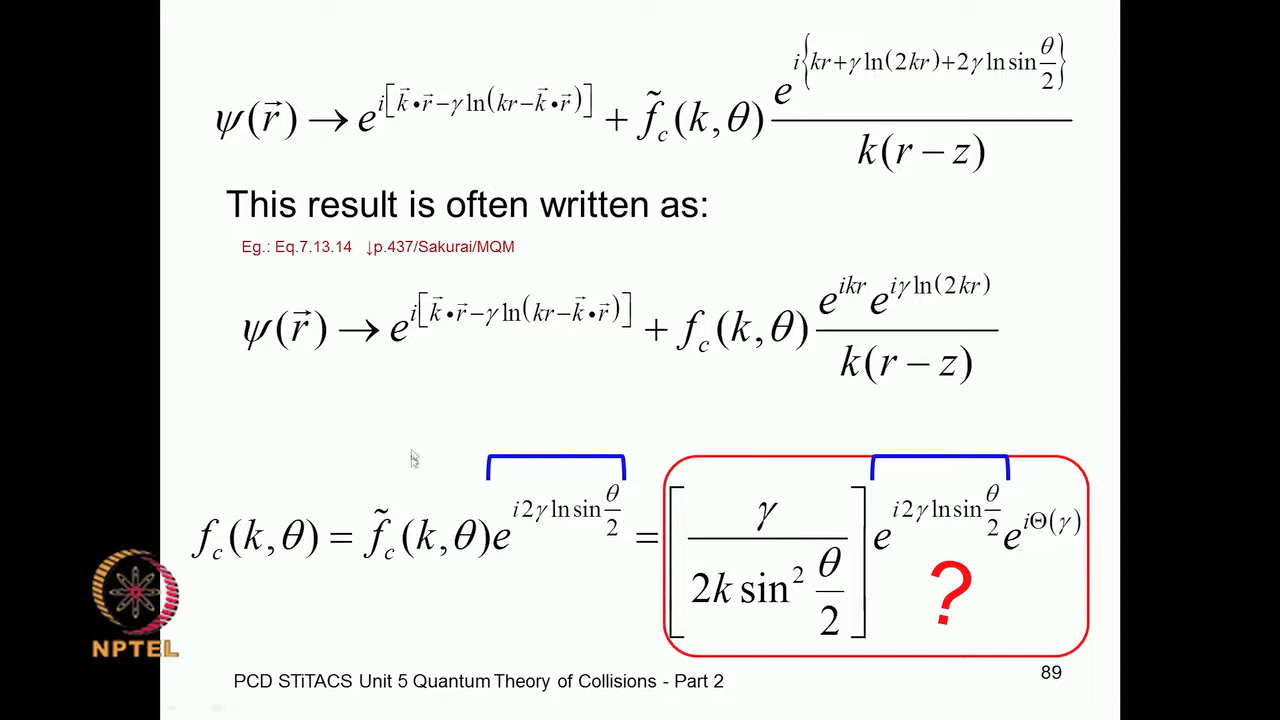 ψ(r⃗) → e^{i[k⃗•r⃗−γ ln(kr−k⃗•r⃗)]} + f̃_c(k,θ) e^{i{kr+γ ln(2kr)+2γ ln sin θ/2}} / k(r−z)
This result is often written as:
Eg.: Eq.7.13.14 ↓p.437/Sakurai/MQM
ψ(r⃗) → e^{i[k⃗•r⃗−γ ln(kr−k⃗•r⃗)]} + f_c(k,θ) e^{ikr} e^{iγ ln(2kr)} / k(r−z)
f_c(k,θ) = f̃_c(k,θ)e^{i2γ ln sin θ/2} = [γ / 2k sin² θ/2] e^{i2γ ln sin θ/2} e^{iΘ(γ)}
?
NPTEL
PCD STiTACS Unit 5 Quantum Theory of Collisions - Part 2
89